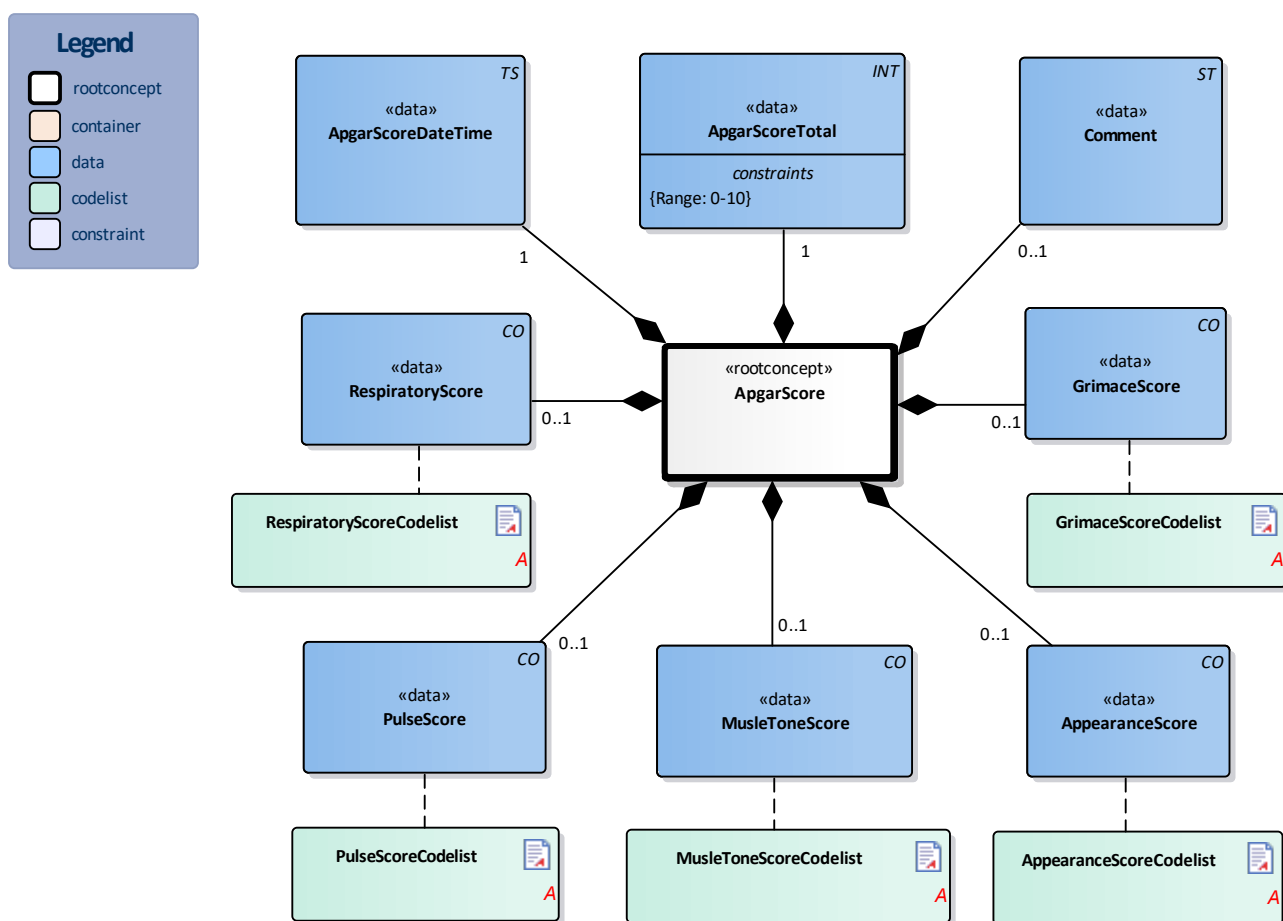 Legend
rootconcept
container
data
codelist
constraint
TS
«data»
ApgarScoreDateTime
INT
«data»
ApgarScoreTotal
constraints
{Range: 0-10}
ST
«data»
Comment
1
1
0..1
CO
«data»
RespiratoryScore
0..1
«rootconcept»
ApgarScore
CO
«data»
GrimaceScore
0..1
RespiratoryScoreCodelist
A
GrimaceScoreCodelist
A
0..1
0..1
0..1
CO
«data»
PulseScore
CO
«data»
MusleToneScore
CO
«data»
AppearanceScore
PulseScoreCodelist
A
MusleToneScoreCodelist
A
AppearanceScoreCodelist
A